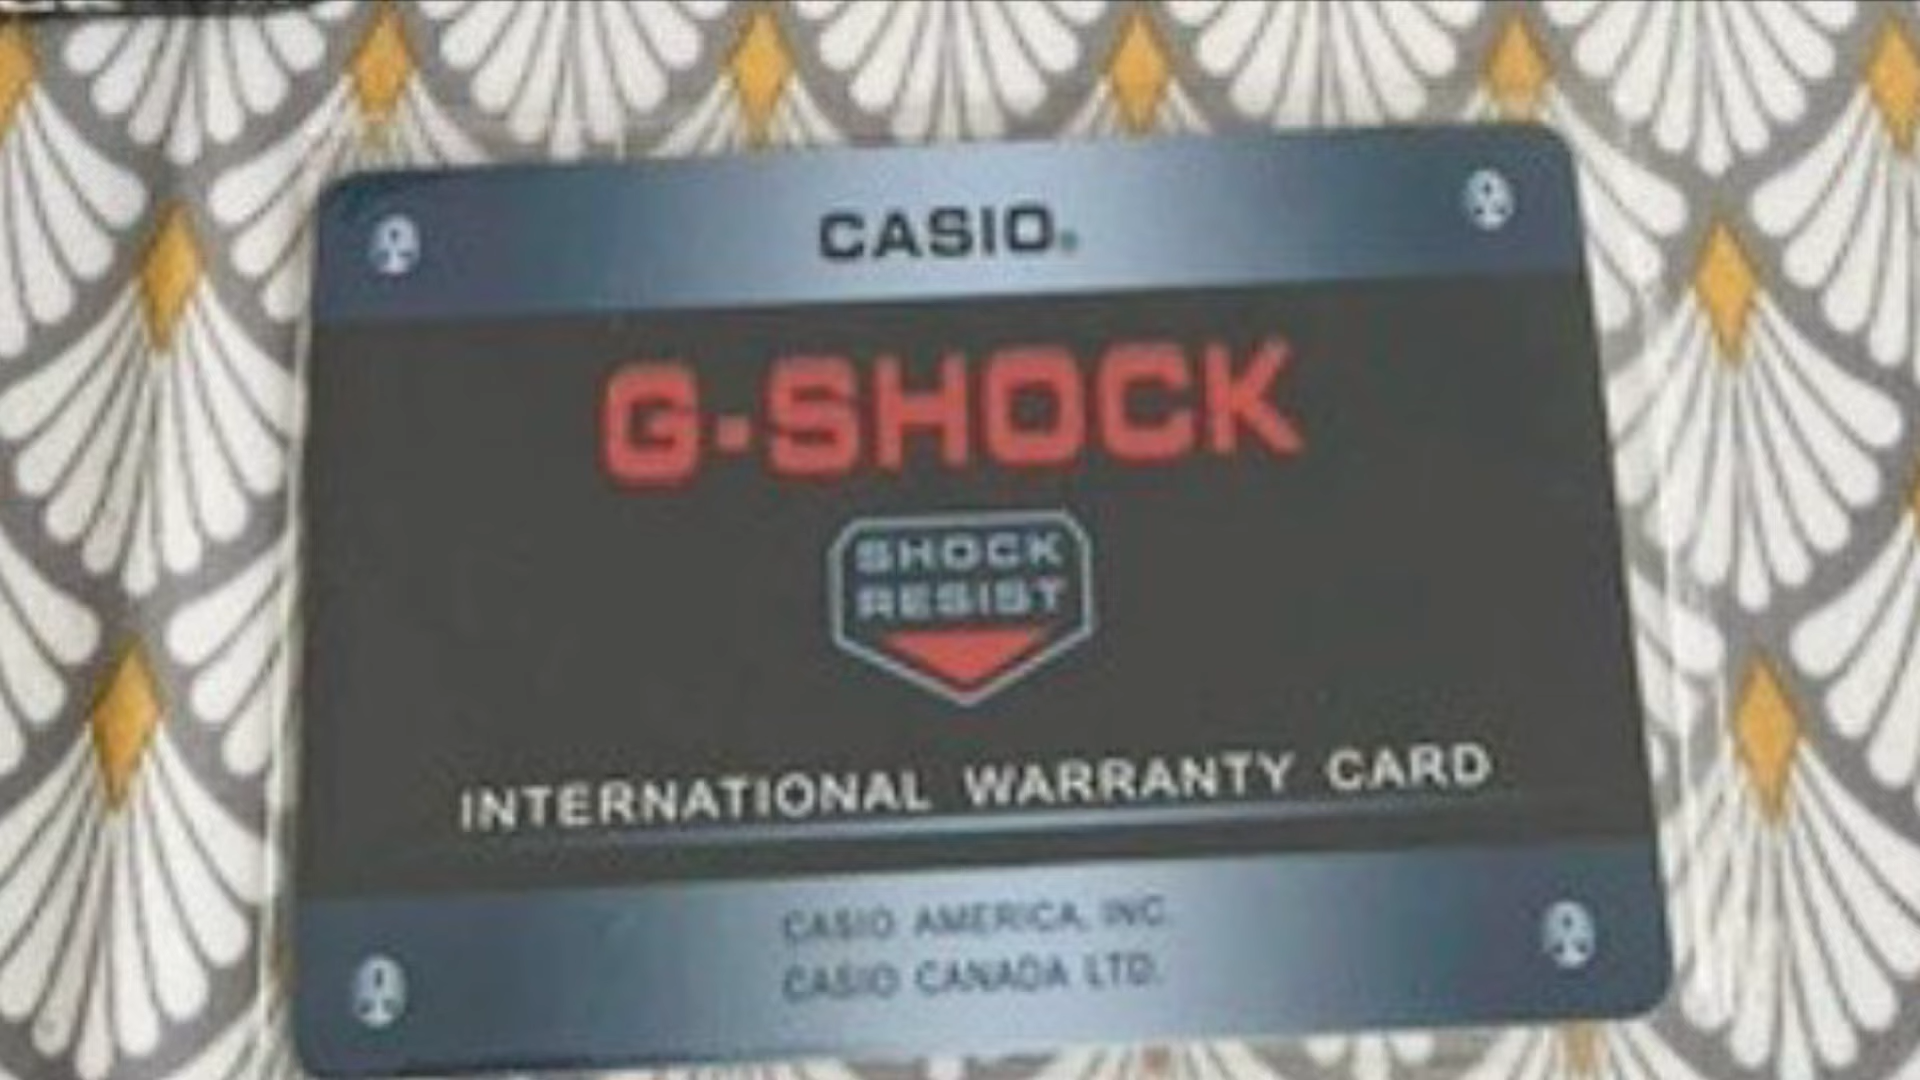 CASIO®
G-SHOCK
SHOCK
RESIST
INTERNATIONAL WARRANTY CARD
CASIO AMERICA, INC.
CASIO CANADA LTD.